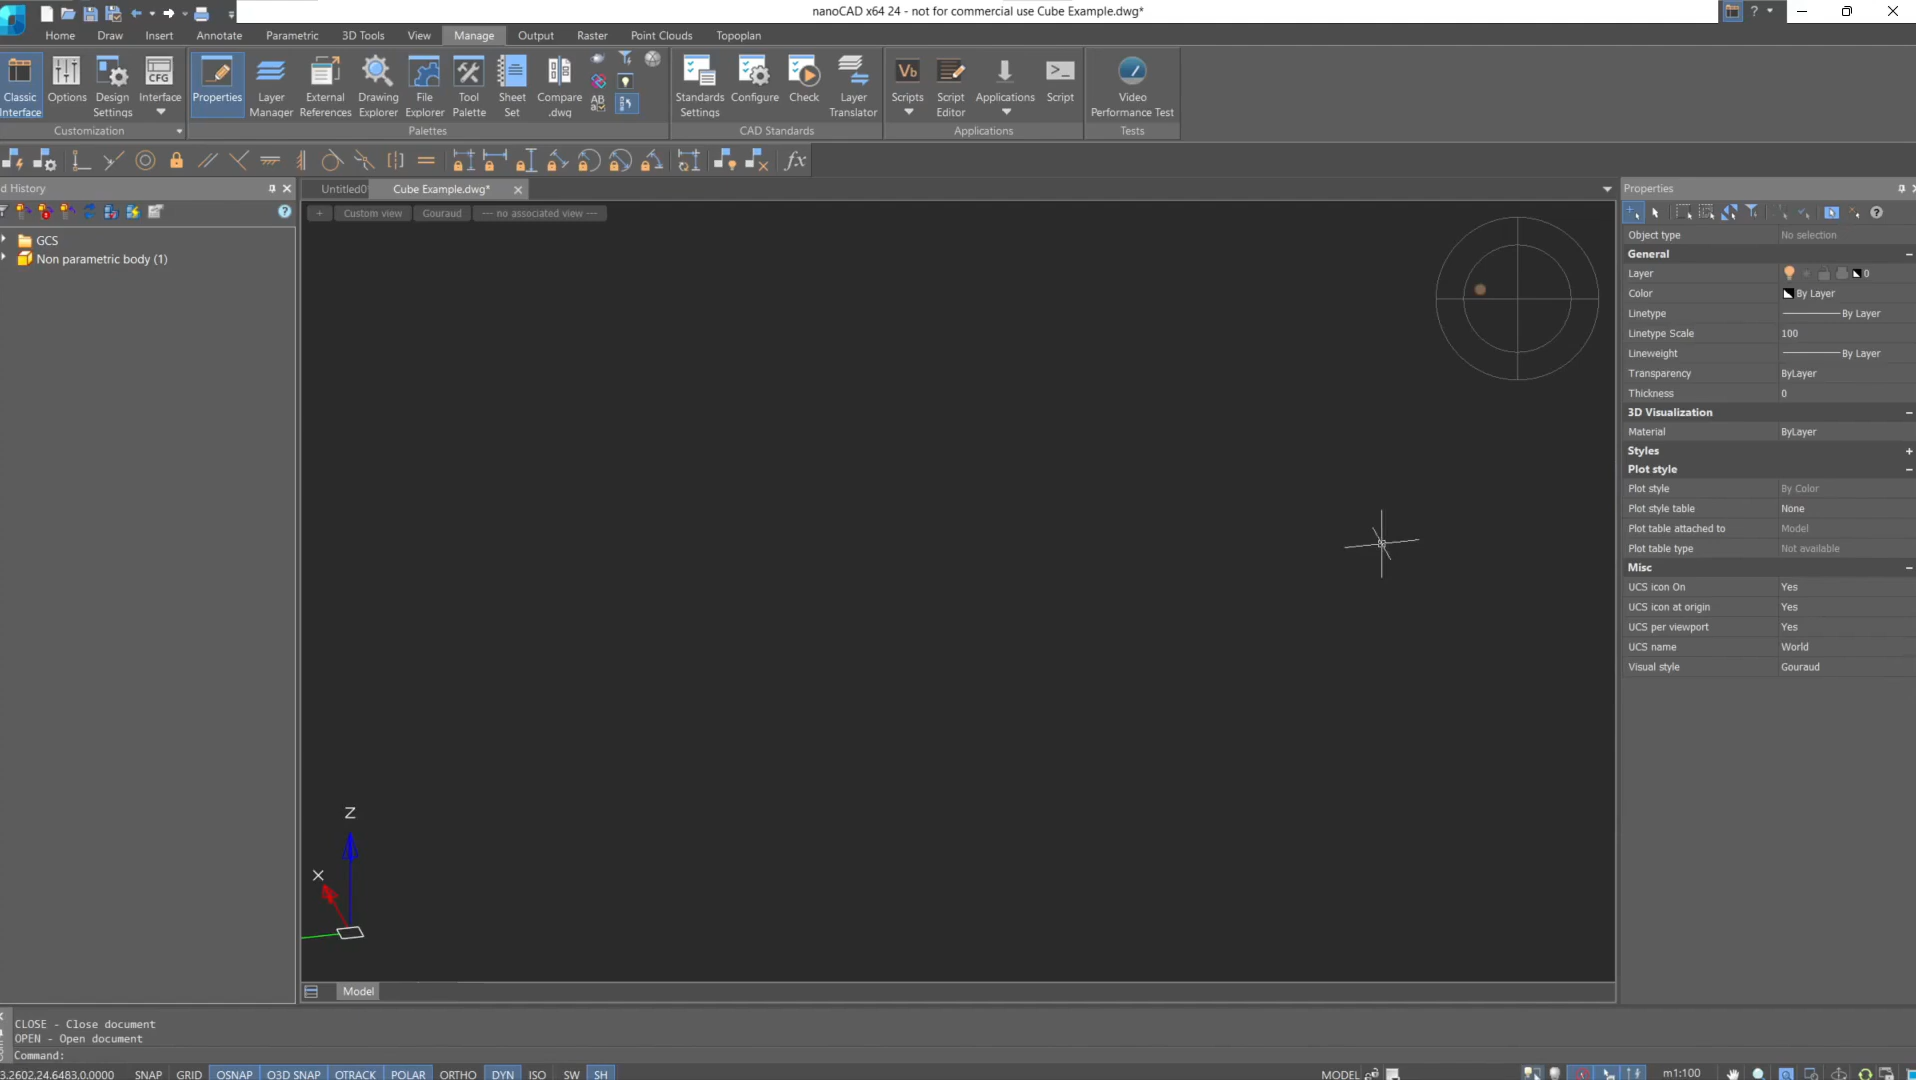 nanoCAD x64 24 - not for commercial use Cube Example.dwg*
Home Draw Insert Annotate Parametric 3D Tools View Manage Output Raster Point Clouds Topoplan
Classic Interface
Options
Design Settings
CFG
Interface
Properties
Layer Manager
External References
Drawing Explorer
File Explorer
Tool Palette
Sheet Set
Compare .dwg
Standards Settings
Configure
Check
Layer Translator
Vb
Scripts
Script Editor
Applications
Script
Video Performance Test
Customization Palettes CAD Standards Applications Tests
fx
d History
Untitled0
Cube Example.dwg*
Properties
+ Custom view Gouraud --- no associated view ---
GCS
Non parametric body (1)
Object type No selection
General
Layer 0
Color By Layer
Linetype By Layer
Linetype Scale 100
Lineweight By Layer
Transparency ByLayer
Thickness 0
3D Visualization
Material ByLayer
Styles
Plot style
Plot style By Color
Plot style table None
Plot table attached to Model
Plot table type Not available
Misc
UCS icon On Yes
UCS icon at origin Yes
UCS per viewport Yes
UCS name World
Visual style Gouraud
Z
X
Model
CLOSE - Close document
OPEN - Open document
Command:
3.2602,24.6483,0.0000 SNAP GRID OSNAP O3D SNAP OTRACK POLAR ORTHO DYN ISO SW SH MODEL m1:100